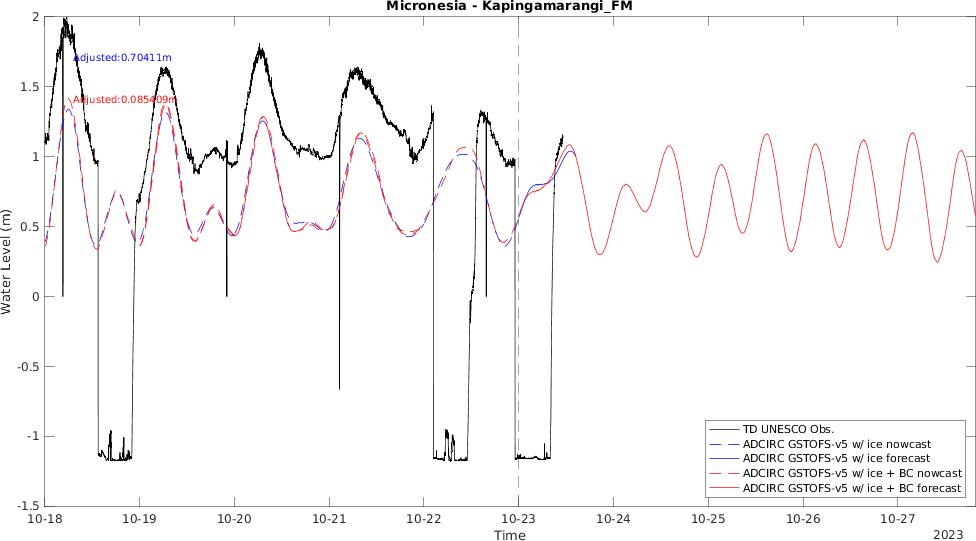 Micronesia - Kapingamarangi_FM
2
1.5
1
0.5
0
-0.5
-1
-1.5
Water Level (m)
Adjusted:0.70411m
Adjusted:0.085409m
TD UNESCO Obs.
ADCIRC GSTOFS-v5 w/ ice nowcast
ADCIRC GSTOFS-v5 w/ ice forecast
ADCIRC GSTOFS-v5 w/ ice + BC nowcast
ADCIRC GSTOFS-v5 w/ ice + BC forecast
10-18 10-19 10-20 10-21 10-22 10-23 10-24 10-25 10-26 10-27
Time
2023